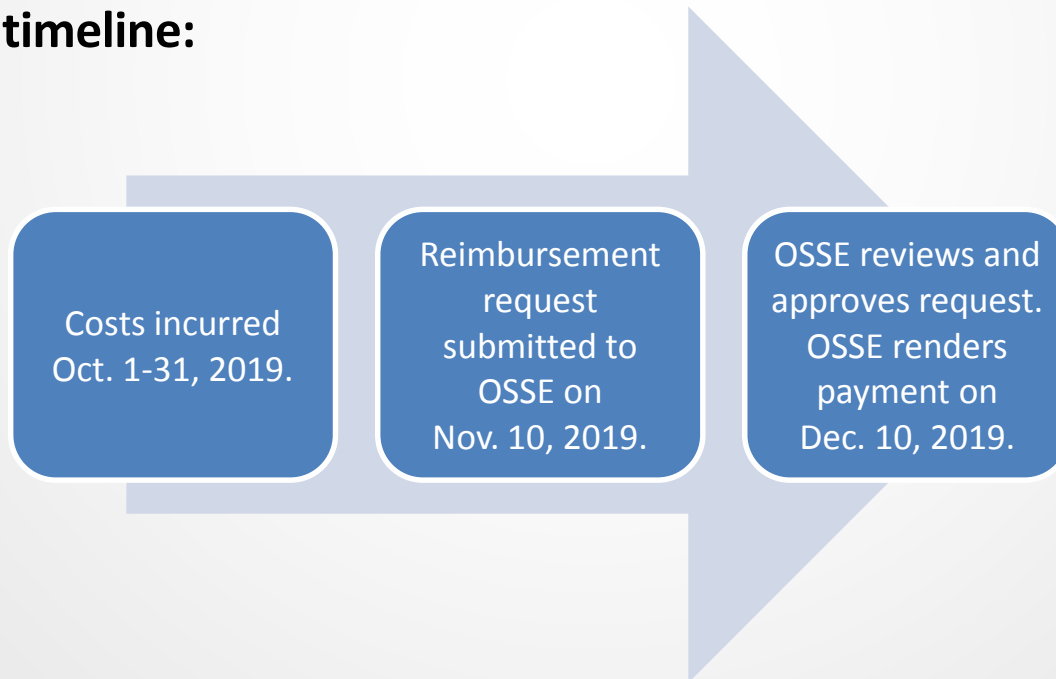 timeline:
Costs incurred
Oct. 1-31, 2019.
Reimbursement
request
submitted to
OSSE on
Nov. 10, 2019.
OSSE reviews and
approves request.
OSSE renders
payment on
Dec. 10, 2019.